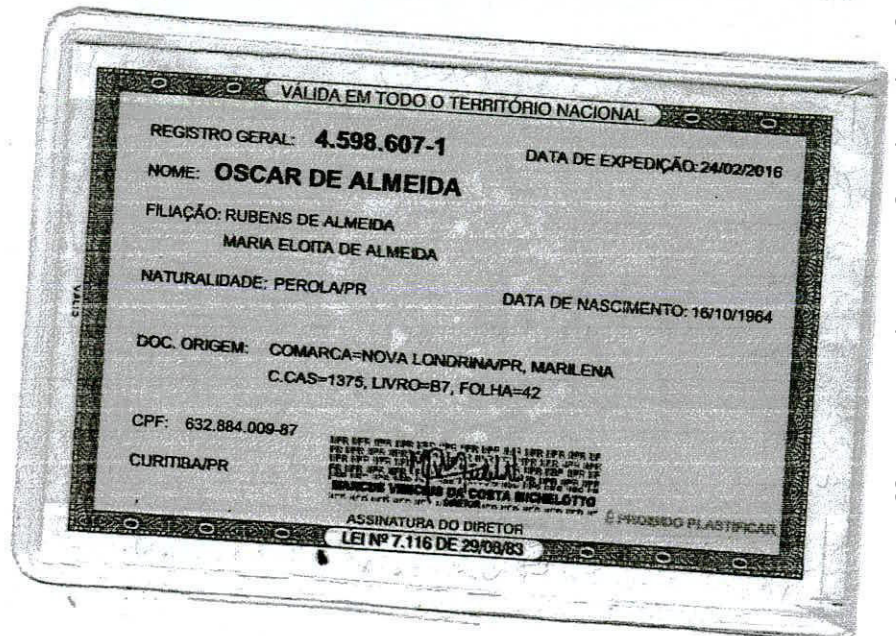 VÁLIDA EM TODO O TERRITÓRIO NACIONAL
REGISTRO GERAL: 4.598.607-1 DATA DE EXPEDIÇÃO: 24/02/2016
NOME: OSCAR DE ALMEIDA
FILIAÇÃO: RUBENS DE ALMEIDA
MARIA ELOITA DE ALMEIDA
NATURALIDADE: PEROLA/PR DATA DE NASCIMENTO: 16/10/1964
DOC. ORIGEM: COMARCA=NOVA LONDRINA/PR, MARILENA
C.CAS=1375, LIVRO=B7, FOLHA=42
CPF: 632.884.009-87
CURITIBA/PR
MARCUS VINICIUS DA COSTA MICHELOTTO
ASSINATURA DO DIRETOR
É PROIBIDO PLASTIFICAR
LEI Nº 7.116 DE 29/08/83